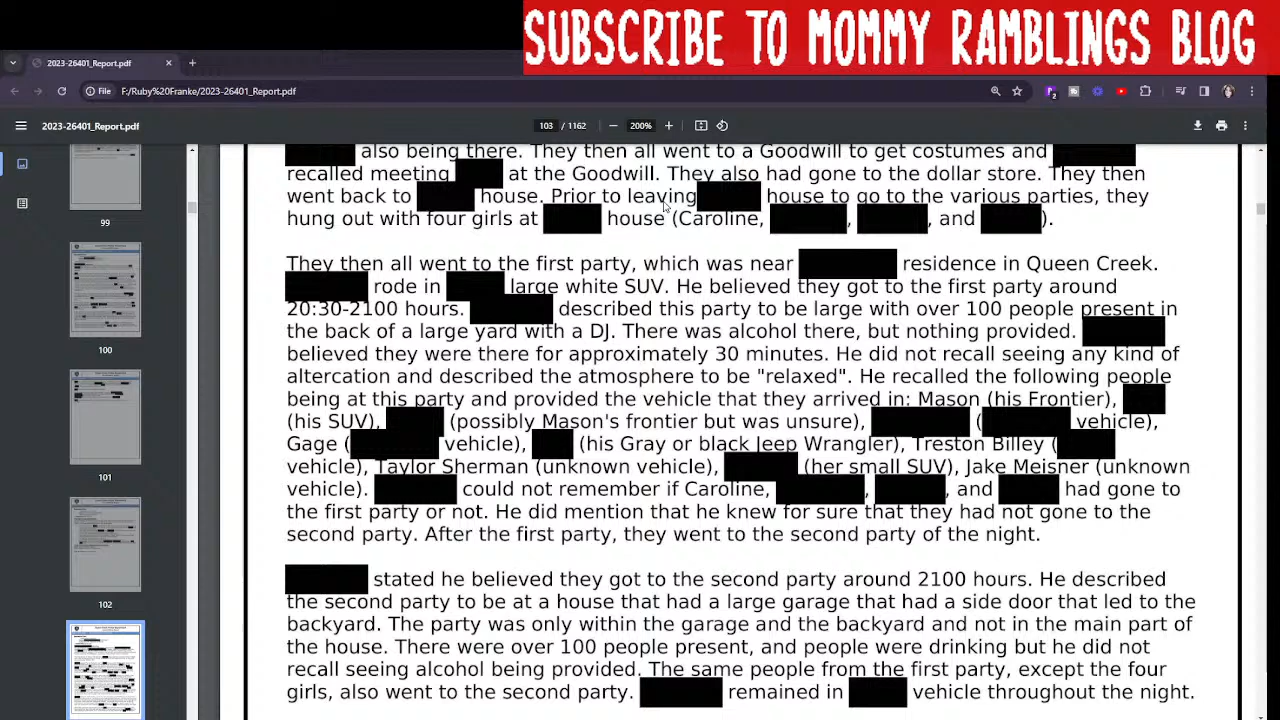 SUBSCRIBE TO MOMMY RAMBLINGS BLOG
2023-26401_Report.pdf
File F:/Ruby%20Franke/2023-26401_Report.pdf
2023-26401_Report.pdf 103 / 1162 200%
99
100
101
102
also being there. They then all went to a Goodwill to get costumes and
recalled meeting at the Goodwill. They also had gone to the dollar store. They then
went back to house. Prior to leaving house to go to the various parties, they
hung out with four girls at house (Caroline, , , and ).
They then all went to the first party, which was near residence in Queen Creek.
rode in large white SUV. He believed they got to the first party around
20:30-2100 hours. described this party to be large with over 100 people present in
the back of a large yard with a DJ. There was alcohol there, but nothing provided.
believed they were there for approximately 30 minutes. He did not recall seeing any kind of
altercation and described the atmosphere to be "relaxed". He recalled the following people
being at this party and provided the vehicle that they arrived in: Mason (his Frontier),
(his SUV), (possibly Mason's frontier but was unsure), ( vehicle),
Gage ( vehicle), (his Gray or black Jeep Wrangler), Treston Billey (
vehicle), Taylor Sherman (unknown vehicle), (her small SUV), Jake Meisner (unknown
vehicle). could not remember if Caroline, , , and had gone to
the first party or not. He did mention that he knew for sure that they had not gone to the
second party. After the first party, they went to the second party of the night.
stated he believed they got to the second party around 2100 hours. He described
the second party to be at a house that had a large garage that had a side door that led to the
backyard. The party was only within the garage and the backyard and not in the main part of
the house. There were over 100 people present, and people were drinking but he did not
recall seeing alcohol being provided. The same people from the first party, except the four
girls, also went to the second party. remained in vehicle throughout the night.